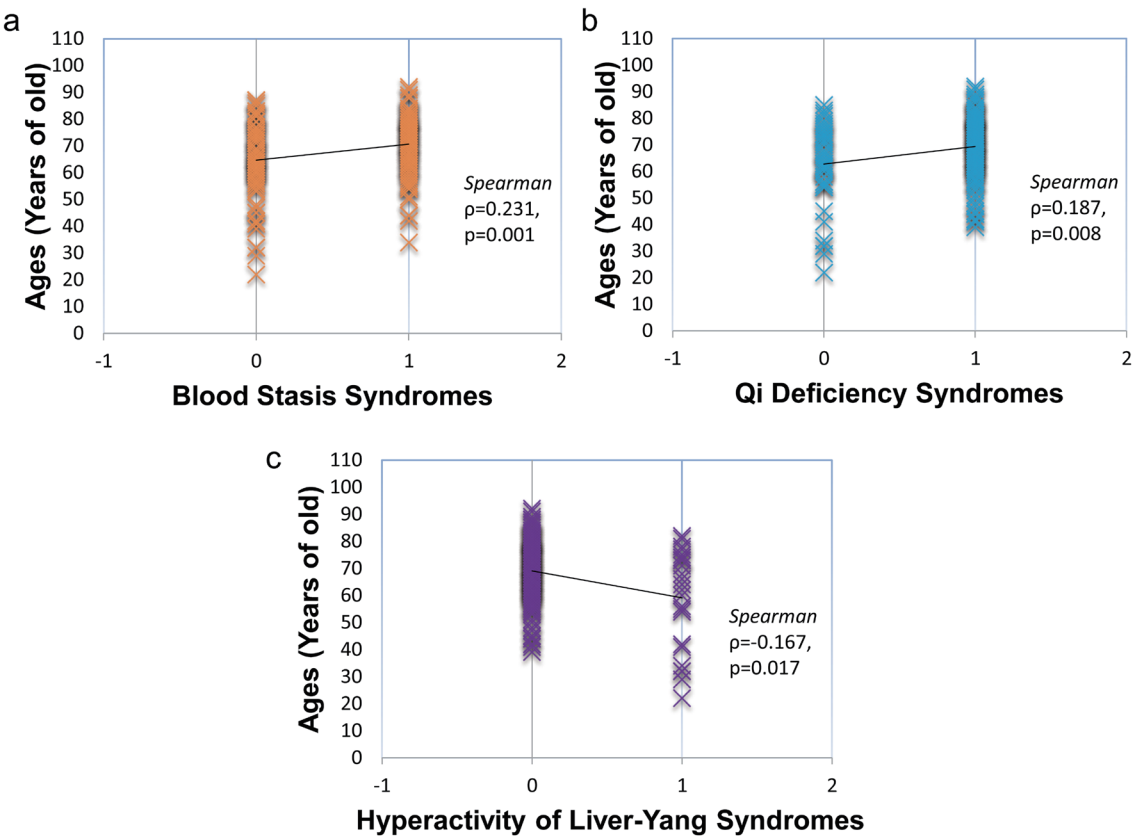 a
Ages (Years of old)
110
100
90
80
70
60
50
40
30
20
10
0
-1
0
1
2
Spearman
ρ=0.231,
p=0.001
Blood Stasis Syndromes
b
Ages (Years of old)
110
100
90
80
70
60
50
40
30
20
10
0
-1
0
1
2
Spearman
ρ=0.187,
p=0.008
Qi Deficiency Syndromes
c
Ages (Years of old)
110
100
90
80
70
60
50
40
30
20
10
0
-1
0
1
2
Spearman
ρ=-0.167,
p=0.017
Hyperactivity of Liver-Yang Syndromes